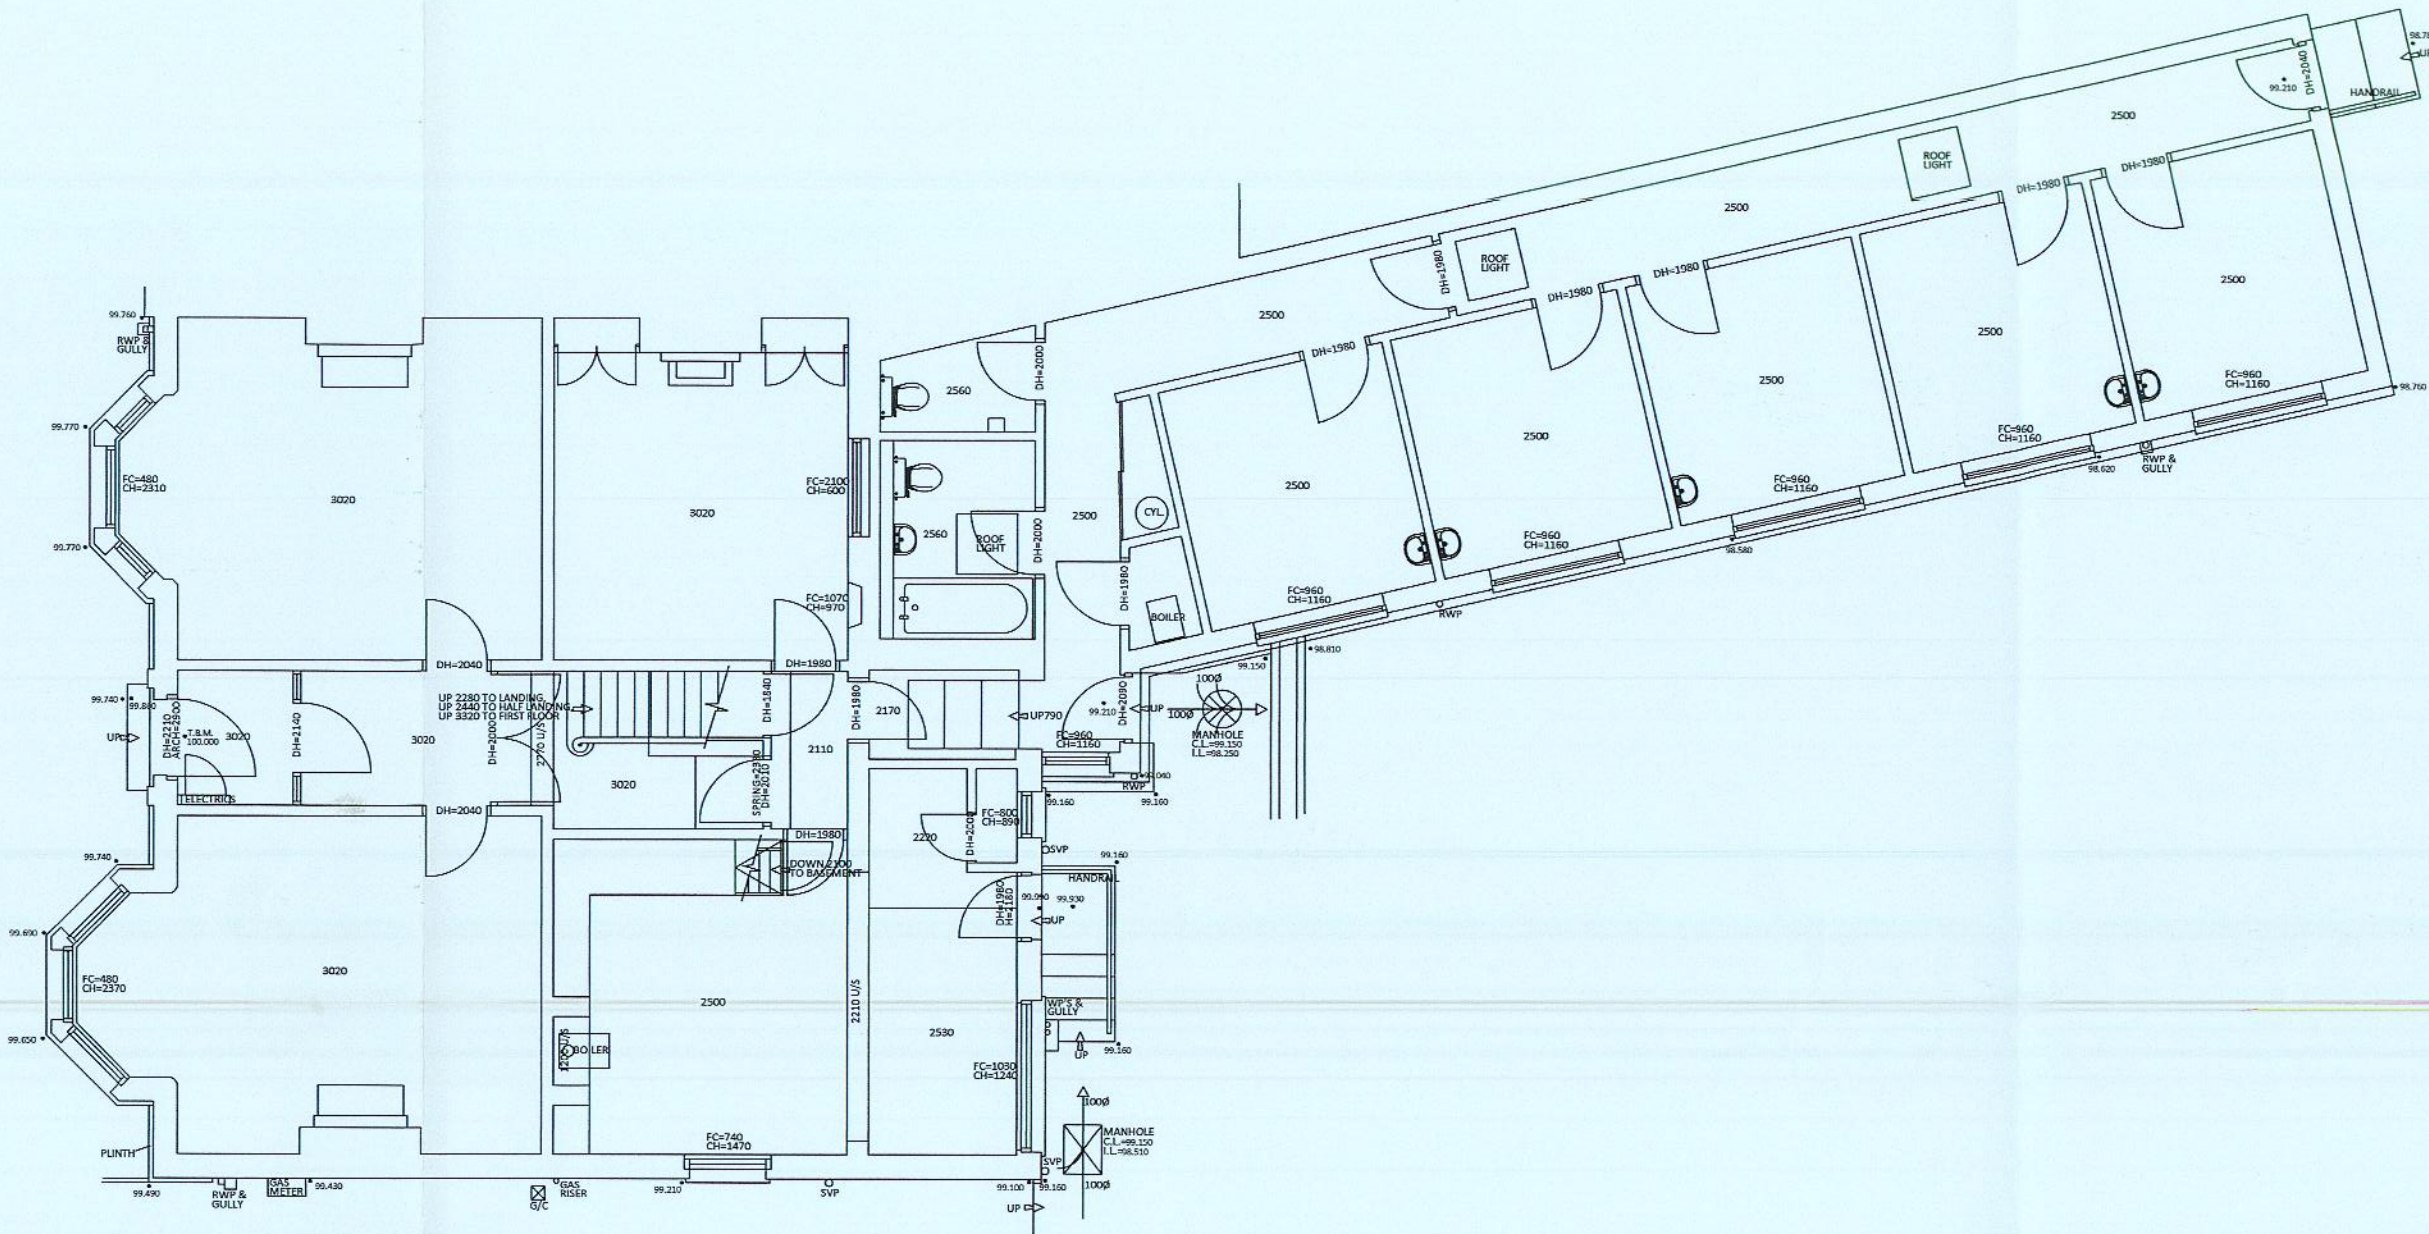 98.78
UP
HANDRAIL
DH=2040
99.210
2500
DH=1980
ROOF
LIGHT
DH=1980
2500
2500
DH=1980
ROOF
LIGHT
DH=1980
DH=1980
2500
2500
DH=1980
2500
FC=960
CH=1160
98.760
99.760
RWP &
GULLY
DH=2000
2560
99.770
FC=480
CH=2310
3020
FC=2100
CH=600
3020
2500
2500
FC=960
CH=1160
98.620
RWP &
GULLY
FC=960
CH=1160
98.580
CYL.
2500
2560
ROOF
LIGHT
DH=2000
99.770
FC=960
CH=1160
FC=1070
CH=970
DH=1980
FC=960
CH=1160
BOILER
RWP
98.810
99.150
DH=2040
DH=1980
99.740
99.800
UP
DH=2210
ARCH=2900
T.B.M.
100.000
3020
DH=2140
3020
UP 2280 TO LANDING
UP 2440 TO HALF LANDING
UP 3320 TO FIRST FLOOR
DH=2000
2770 U/S
DH=1840
DH=1980
2170
UP790
99.210
DH=2090
UP
100Ø
100Ø
MANHOLE
C.L.=99.150
I.L.=98.250
FC=960
CH=1160
2110
3020
DH=2010
99.040
RWP
99.160
99.160
ELECTRICS
DH=2040
DH=1980
2220
DH=2000
FC=800
CH=890
SVP
99.160
99.740
DOWN 2100
TO BASEMENT
HANDRAIL
DH=1980
H=2180
99.930
UP
99.690
FC=480
CH=2370
3020
2500
2210 U/S
2530
WP'S &
GULLY
99.650
BOILER
UP
99.160
FC=1030
CH=1240
100Ø
FC=740
CH=1470
MANHOLE
C.L.=99.150
I.L.=98.510
PLINTH
SVP
99.490
RWP &
GULLY
GAS
METER
99.430
G/C
GAS
RISER
99.210
SVP
99.100
99.160
100Ø
UP